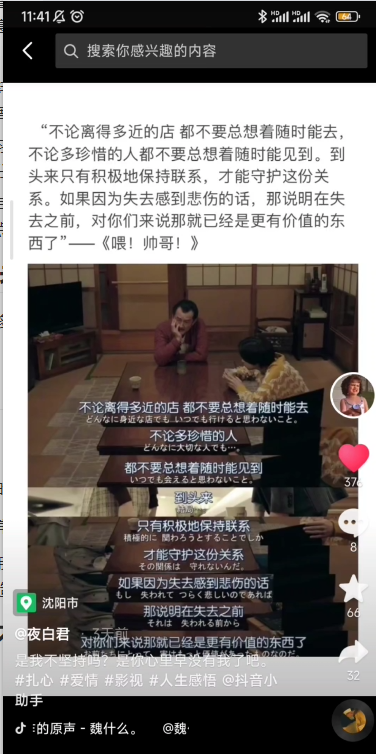 11:41
HD
HD
64
搜索你感兴趣的内容
“不论离得多近的店 都不要总想着随时能去,
不论多珍惜的人都不要总想着随时能见到。到
头来只有积极地保持联系，才能守护这份关
系。如果因为失去感到悲伤的话，那说明在失
去之前，对你们来说那就已经是更有价值的东
西了”——《喂！帅哥！》
不论离得多近的店 都不要总想着随时能去
どんなに身近な店でも いつでも行けると思わないこと。
不论多珍惜的人
どんなに大切な人でも…。
都不要总想着随时能见到
いつでも会えると思わないこと。
到头来
只有积极地保持联系
積極的に 関わろうとすることでしか
才能守护这份关系
その関係は 守れないんだ。
如果因为失去感到悲伤的话
もし 失われて つらく悲しいのであれば
那说明在失去之前
それは 失われる前から
对你们来说那就已经是更有价值的东西了
376
8
66
32
沈阳市
@夜白君 · 3天前
是我不坚持吗？是你心里早没有我了吧。
#扎心 #爱情 #影视 #人生感悟 @抖音小
助手
的原声 - 魏什么。 @魏·